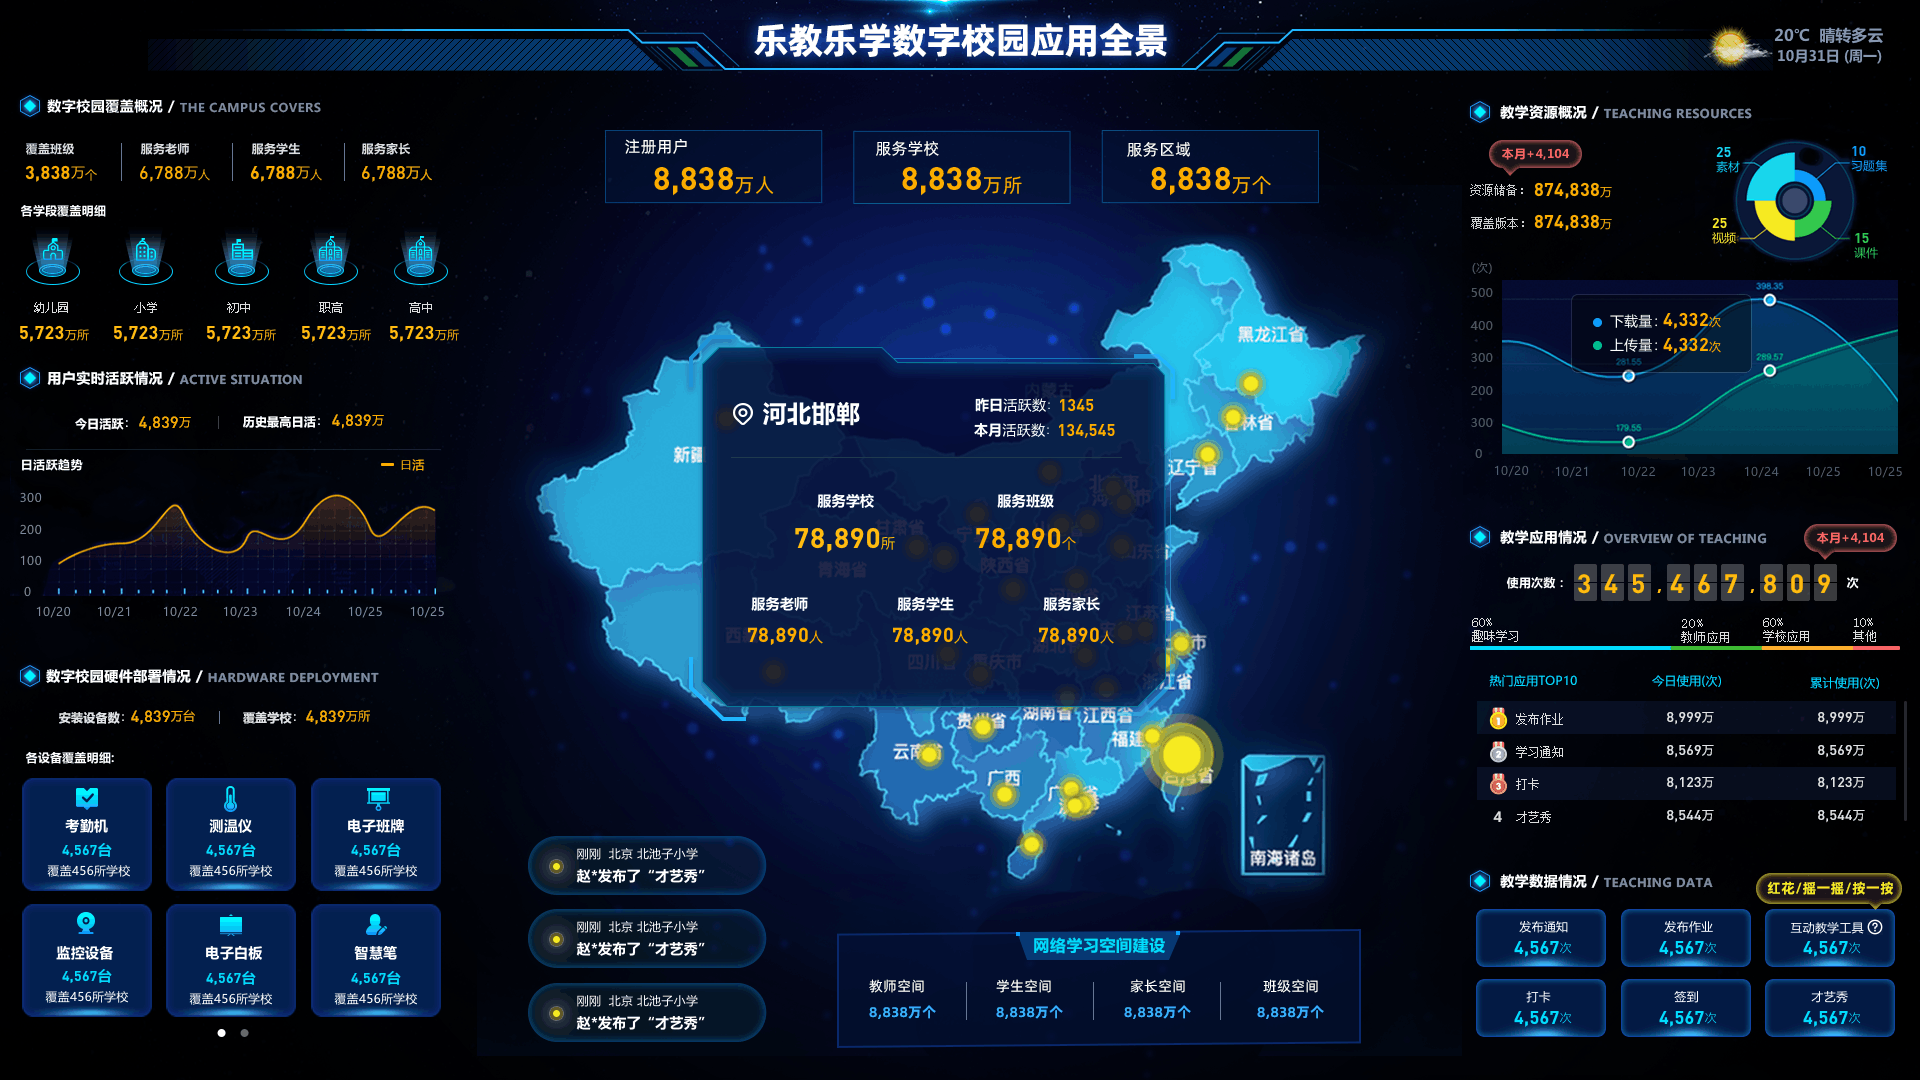 乐教乐学数字校园应用全景
20℃ 晴转多云
10月31日 (周一)
数字校园覆盖概况 / THE CAMPUS COVERS
覆盖班级 服务老师 服务学生 服务家长
3,838万个 6,788万人 6,788万人 6,788万人
各学段覆盖明细
幼儿园 小学 初中 职高 高中
5,723万所 5,723万所 5,723万所 5,723万所 5,723万所
用户实时活跃情况 / ACTIVE SITUATION
今日活跃: 4,839万 历史最高日活: 4,839万
日活跃趋势 日活
300
200
100
0
10/20 10/21 10/22 10/23 10/24 10/25 10/25
数字校园硬件部署情况 / HARDWARE DEPLOYMENT
安装设备数: 4,839万台 覆盖学校: 4,839万所
各设备覆盖明细:
考勤机 测温仪 电子班牌
4,567台 4,567台 4,567台
覆盖456所学校 覆盖456所学校 覆盖456所学校
监控设备 电子白板 智慧笔
4,567台 4,567台 4,567台
覆盖456所学校 覆盖456所学校 覆盖456所学校
注册用户 服务学校 服务区域
8,838万人 8,838万所 8,838万个
黑龙江省
吉林省
辽宁省
新疆
内蒙古
甘肃省
青海省
陕西省
山东省
江苏省
四川省
重庆市
浙江省
湖南省
江西省
贵州省
云南省
福建
广西
台湾省
南海诸岛
河北邯郸
昨日活跃数: 1345
本月活跃数: 134,545
服务学校 服务班级
78,890所 78,890个
服务老师 服务学生 服务家长
78,890人 78,890人 78,890人
刚刚 北京 北池子小学
赵*发布了“才艺秀”
刚刚 北京 北池子小学
赵*发布了“才艺秀”
刚刚 北京 北池子小学
赵*发布了“才艺秀”
网络学习空间建设
教师空间 学生空间 家长空间 班级空间
8,838万个 8,838万个 8,838万个 8,838万个
教学资源概况 / TEACHING RESOURCES
本月+4,104
资源储备: 874,838万
覆盖版本: 874,838万
25
素材
10
习题集
25
视频
15
课件
(次)
500
400
300
200
300
0
398.35
281.55
289.57
179.55
下载量: 4,332次
上传量: 4,332次
10/20 10/21 10/22 10/23 10/24 10/25 10/25
教学应用情况 / OVERVIEW OF TEACHING
本月+4,104
使用次数: 345,467,809 次
60% 20% 60% 10%
趣味学习 教师应用 学校应用 其他
热门应用TOP10 今日使用(次) 累计使用(次)
1 发布作业 8,999万 8,999万
2 学习通知 8,569万 8,569万
3 打卡 8,123万 8,123万
4 才艺秀 8,544万 8,544万
教学数据情况 / TEACHING DATA
红花/摇一摇/按一按
发布通知 发布作业 互动教学工具
4,567次 4,567次 4,567次
打卡 签到 才艺秀
4,567次 4,567次 4,567次